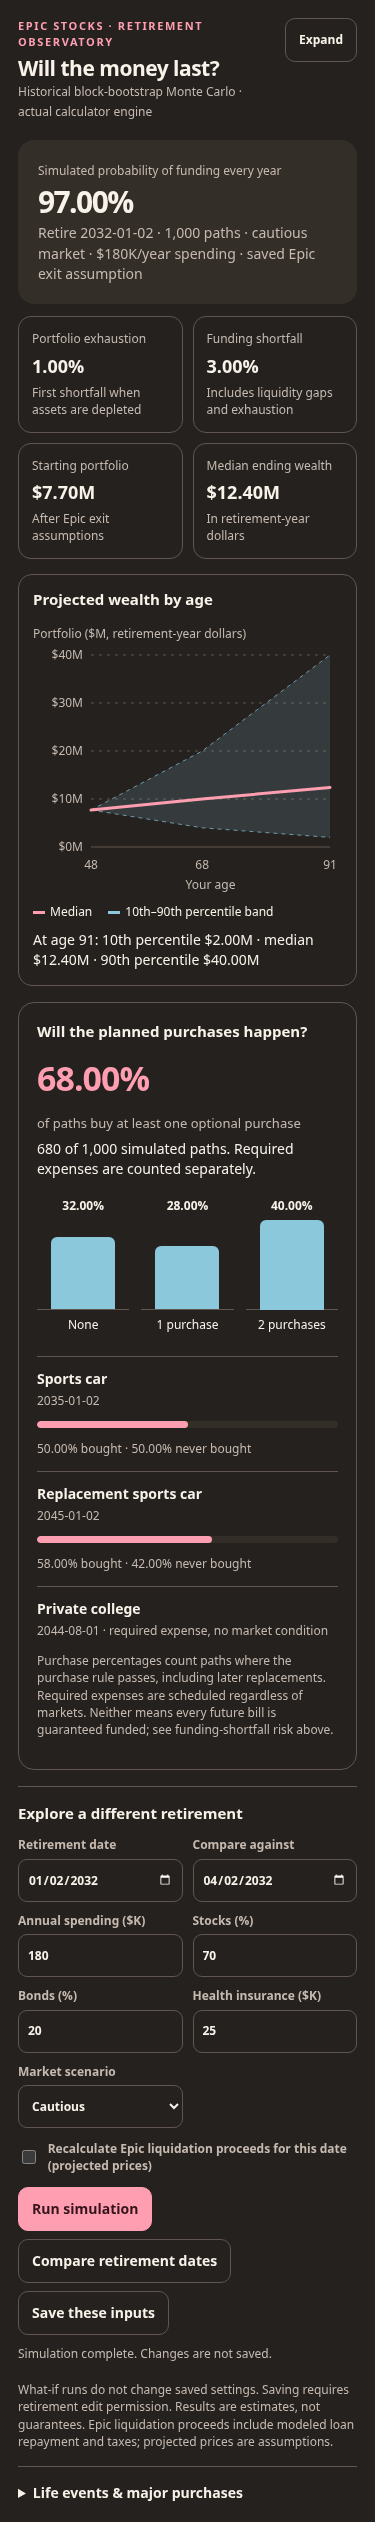 EPIC STOCKS · RETIREMENT
OBSERVATORY
Expand
Will the money last?
Historical block-bootstrap Monte Carlo ·
actual calculator engine
Simulated probability of funding every year
97.00%
Retire 2032-01-02 · 1,000 paths · cautious
market · $180K/year spending · saved Epic
exit assumption
Portfolio exhaustion
1.00%
First shortfall when
assets are depleted
Funding shortfall
3.00%
Includes liquidity gaps
and exhaustion
Starting portfolio
$7.70M
After Epic exit
assumptions
Median ending wealth
$12.40M
In retirement-year
dollars
Projected wealth by age
Portfolio ($M, retirement-year dollars)
$40M
$30M
$20M
$10M
$0M
48
68
91
Your age
Median
10th–90th percentile band
At age 91: 10th percentile $2.00M · median
$12.40M · 90th percentile $40.00M
Will the planned purchases happen?
68.00%
of paths buy at least one optional purchase
680 of 1,000 simulated paths. Required
expenses are counted separately.
32.00%
28.00%
40.00%
None
1 purchase
2 purchases
Sports car
2035-01-02
50.00% bought · 50.00% never bought
Replacement sports car
2045-01-02
58.00% bought · 42.00% never bought
Private college
2044-08-01 · required expense, no market condition
Purchase percentages count paths where the
purchase rule passes, including later replacements.
Required expenses are scheduled regardless of
markets. Neither means every future bill is
guaranteed funded; see funding-shortfall risk above.
Explore a different retirement
Retirement date
Compare against
01/02/2032
04/02/2032
Annual spending ($K)
Stocks (%)
180
70
Bonds (%)
Health insurance ($K)
20
25
Market scenario
Cautious
Recalculate Epic liquidation proceeds for this date
(projected prices)
Run simulation
Compare retirement dates
Save these inputs
Simulation complete. Changes are not saved.
What-if runs do not change saved settings. Saving requires
retirement edit permission. Results are estimates, not
guarantees. Epic liquidation proceeds include modeled loan
repayment and taxes; projected prices are assumptions.
Life events & major purchases